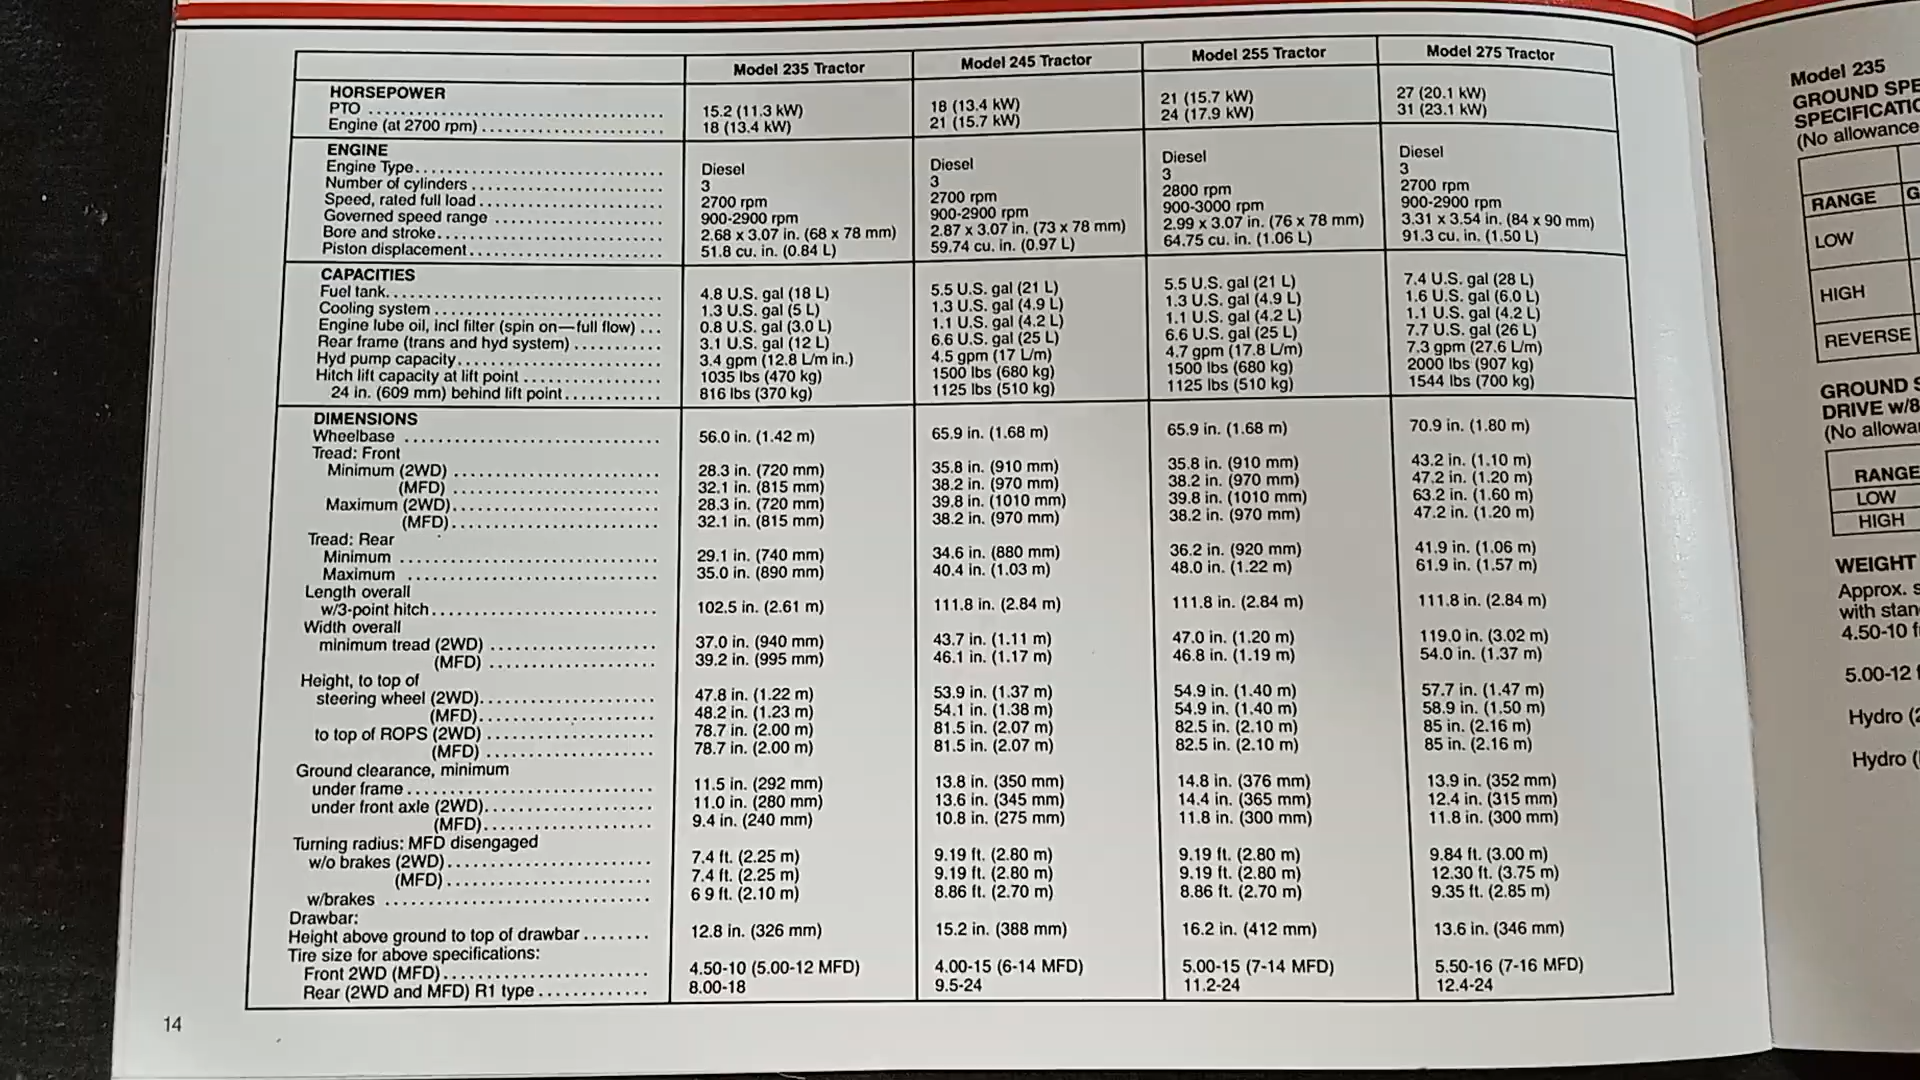 Model 235 Tractor Model 245 Tractor Model 255 Tractor Model 275 Tractor
HORSEPOWER
PTO 15.2 (11.3 kW) 18 (13.4 kW) 21 (15.7 kW) 27 (20.1 kW)
Engine (at 2700 rpm) 18 (13.4 kW) 21 (15.7 kW) 24 (17.9 kW) 31 (23.1 kW)
ENGINE
Engine Type Diesel Diesel Diesel Diesel
Number of cylinders 3 3 3 3
Speed, rated full load 2700 rpm 2700 rpm 2800 rpm 2700 rpm
Governed speed range 900-2900 rpm 900-2900 rpm 900-3000 rpm 900-2900 rpm
Bore and stroke 2.68 x 3.07 in. (68 x 78 mm) 2.87 x 3.07 in. (73 x 78 mm) 2.99 x 3.07 in. (76 x 78 mm) 3.31 x 3.54 in. (84 x 90 mm)
Piston displacement 51.8 cu. in. (0.84 L) 59.74 cu. in. (0.97 L) 64.75 cu. in. (1.06 L) 91.3 cu. in. (1.50 L)
CAPACITIES
Fuel tank 4.8 U.S. gal (18 L) 5.5 U.S. gal (21 L) 5.5 U.S. gal (21 L) 7.4 U.S. gal (28 L)
Cooling system 1.3 U.S. gal (5 L) 1.3 U.S. gal (4.9 L) 1.3 U.S. gal (4.9 L) 1.6 U.S. gal (6.0 L)
Engine lube oil, incl filter (spin on—full flow) 0.8 U.S. gal (3.0 L) 1.1 U.S. gal (4.2 L) 1.1 U.S. gal (4.2 L) 1.1 U.S. gal (4.2 L)
Rear frame (trans and hyd system) 3.1 U.S. gal (12 L) 6.6 U.S. gal (25 L) 6.6 U.S. gal (25 L) 7.7 U.S. gal (26 L)
Hyd pump capacity 3.4 gpm (12.8 L/m in.) 4.5 gpm (17 L/m) 4.7 gpm (17.8 L/m) 7.3 gpm (27.6 L/m)
Hitch lift capacity at lift point 1035 lbs (470 kg) 1500 lbs (680 kg) 1500 lbs (680 kg) 2000 lbs (907 kg)
24 in. (609 mm) behind lift point 816 lbs (370 kg) 1125 lbs (510 kg) 1125 lbs (510 kg) 1544 lbs (700 kg)
DIMENSIONS
Wheelbase 56.0 in. (1.42 m) 65.9 in. (1.68 m) 65.9 in. (1.68 m) 70.9 in. (1.80 m)
Tread: Front
Minimum (2WD) 28.3 in. (720 mm) 35.8 in. (910 mm) 35.8 in. (910 mm) 43.2 in. (1.10 m)
(MFD) 32.1 in. (815 mm) 38.2 in. (970 mm) 38.2 in. (970 mm) 47.2 in. (1.20 m)
Maximum (2WD) 28.3 in. (720 mm) 39.8 in. (1010 mm) 39.8 in. (1010 mm) 63.2 in. (1.60 m)
(MFD) 32.1 in. (815 mm) 38.2 in. (970 mm) 38.2 in. (970 mm) 47.2 in. (1.20 m)
Tread: Rear
Minimum 29.1 in. (740 mm) 34.6 in. (880 mm) 36.2 in. (920 mm) 41.9 in. (1.06 m)
Maximum 35.0 in. (890 mm) 40.4 in. (1.03 m) 48.0 in. (1.22 m) 61.9 in. (1.57 m)
Length overall
w/3-point hitch 102.5 in. (2.61 m) 111.8 in. (2.84 m) 111.8 in. (2.84 m) 111.8 in. (2.84 m)
Width overall
minimum tread (2WD) 37.0 in. (940 mm) 43.7 in. (1.11 m) 47.0 in. (1.20 m) 119.0 in. (3.02 m)
(MFD) 39.2 in. (995 mm) 46.1 in. (1.17 m) 46.8 in. (1.19 m) 54.0 in. (1.37 m)
Height, to top of
steering wheel (2WD) 47.8 in. (1.22 m) 53.9 in. (1.37 m) 54.9 in. (1.40 m) 57.7 in. (1.47 m)
(MFD) 48.2 in. (1.23 m) 54.1 in. (1.38 m) 54.9 in. (1.40 m) 58.9 in. (1.50 m)
to top of ROPS (2WD) 78.7 in. (2.00 m) 81.5 in. (2.07 m) 82.5 in. (2.10 m) 85 in. (2.16 m)
(MFD) 78.7 in. (2.00 m) 81.5 in. (2.07 m) 82.5 in. (2.10 m) 85 in. (2.16 m)
Ground clearance, minimum
under frame 11.5 in. (292 mm) 13.8 in. (350 mm) 14.8 in. (376 mm) 13.9 in. (352 mm)
under front axle (2WD) 11.0 in. (280 mm) 13.6 in. (345 mm) 14.4 in. (365 mm) 12.4 in. (315 mm)
(MFD) 9.4 in. (240 mm) 10.8 in. (275 mm) 11.8 in. (300 mm) 11.8 in. (300 mm)
Turning radius: MFD disengaged
w/o brakes (2WD) 7.4 ft. (2.25 m) 9.19 ft. (2.80 m) 9.19 ft. (2.80 m) 9.84 ft. (3.00 m)
(MFD) 7.4 ft. (2.25 m) 9.19 ft. (2.80 m) 9.19 ft. (2.80 m) 12.30 ft. (3.75 m)
w/brakes 6 9 ft. (2.10 m) 8.86 ft. (2.70 m) 8.86 ft. (2.70 m) 9.35 ft. (2.85 m)
Drawbar:
Height above ground to top of drawbar 12.8 in. (326 mm) 15.2 in. (388 mm) 16.2 in. (412 mm) 13.6 in. (346 mm)
Tire size for above specifications:
Front 2WD (MFD) 4.50-10 (5.00-12 MFD) 4.00-15 (6-14 MFD) 5.00-15 (7-14 MFD) 5.50-16 (7-16 MFD)
Rear (2WD and MFD) R1 type 8.00-18 9.5-24 11.2-24 12.4-24
14
Model 235
GROUND SPE
SPECIFICATIO
(No allowance
RANGE G
LOW
HIGH
REVERSE
GROUND S
DRIVE w/8
(No allowa
RANGE
LOW
HIGH
WEIGHT
Approx. s
with stan
4.50-10 f
5.00-12
Hydro (
Hydro (